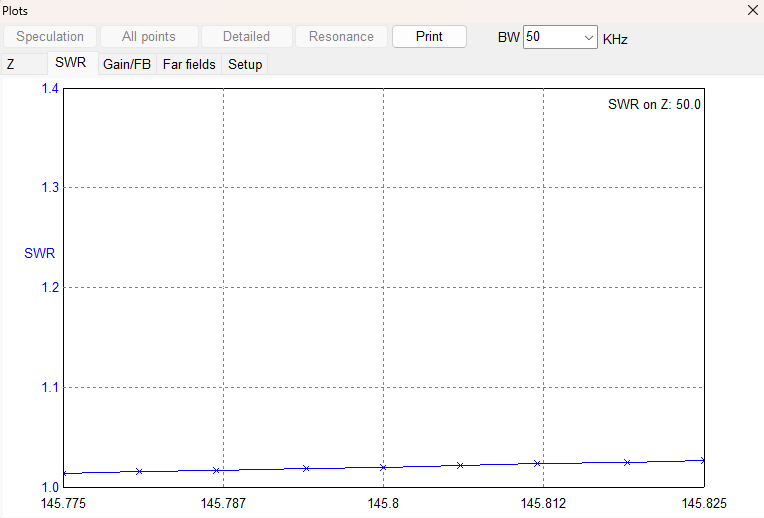 Plots
Speculation All points Detailed Resonance Print BW 50 KHz
Z SWR Gain/FB Far fields Setup
1.4
SWR on Z: 50.0
1.3
SWR
1.2
1.1
1.0
145.775 145.787 145.8 145.812 145.825